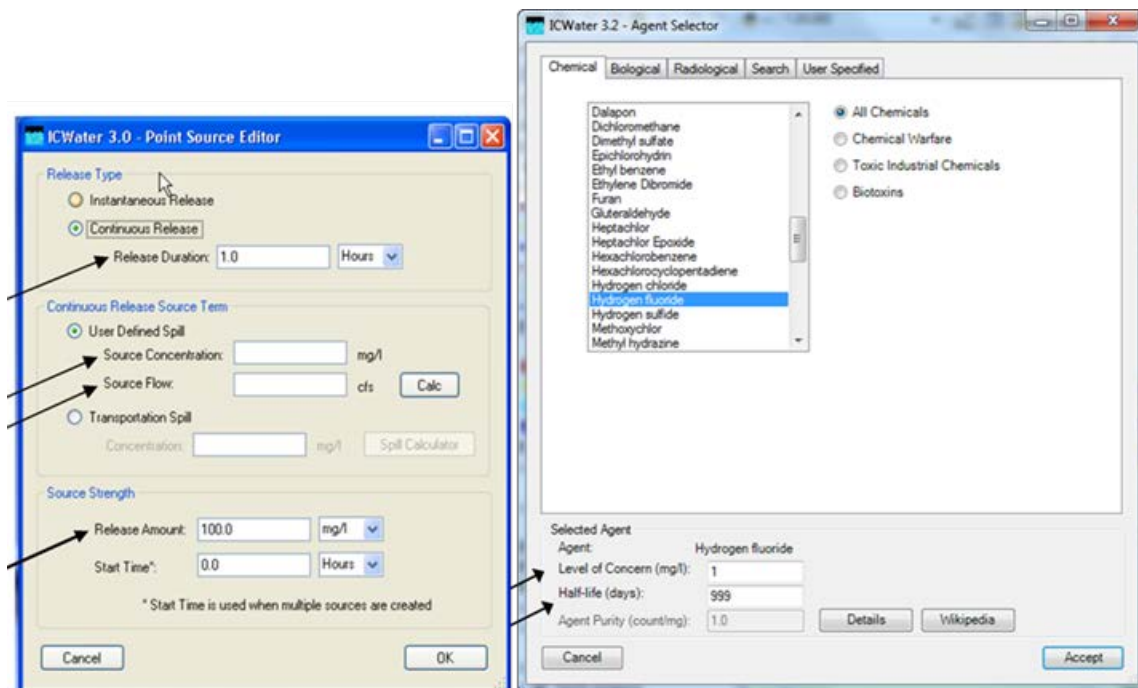 ICWater 3.0 - Point Source Editor
Release Type
Instantaneous Release
Continuous Release
Release Duration: 1.0 Hours
Continuous Release Source Term
User Defined Spill
Source Concentration: mg/l
Source Flow: cfs Calc
Transportation Spill
Concentration: mg/l Spill Calculator
Source Strength
Release Amount: 100.0 mg/l
Start Time*: 0.0 Hours
* Start Time is used when multiple sources are created
Cancel OK
ICWater 3.2 - Agent Selector
Chemical Biological Radiological Search User Specified
Dalapon
Dichloromethane
Dimethyl sulfate
Epichlorohydrin
Ethyl benzene
Ethylene Dibromide
Furan
Gluteraldehyde
Heptachlor
Heptachlor Epoxide
Hexachlorobenzene
Hexachlorocyclopentadiene
Hydrogen chloride
Hydrogen fluoride
Hydrogen sulfide
Methoxychlor
Methyl hydrazine
All Chemicals
Chemical Warfare
Toxic Industrial Chemicals
Biotoxins
Selected Agent
Agent: Hydrogen fluoride
Level of Concern (mg/l): 1
Half-life (days): 999
Agent Purity (count/mg): 1.0 Details Wikipedia
Cancel Accept